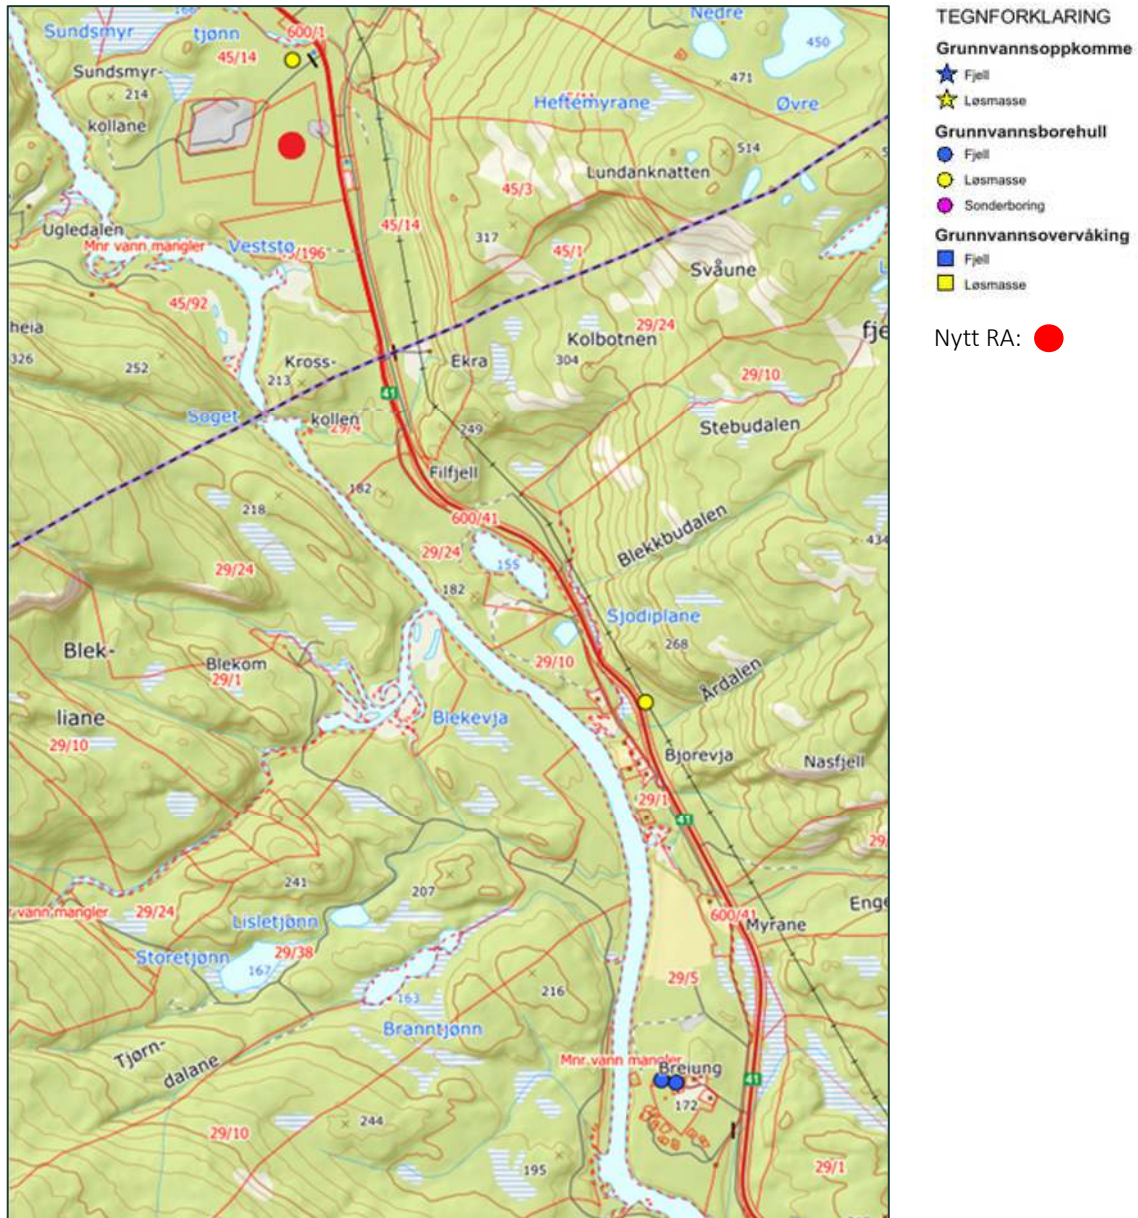 166
Sundsmyr
tjønn
600/1
45/14
Nedre
450
Sundsmyr-
214
kollane
471
Heftemyrane
Øvre
514
Lundanknatten
45/3
45/14
Ugledalen
Mnr vann mangler
Veststø
317
45/1
Svåune
45/92
29/24
fje
heia
326
252
Kross-
213
Ekra
Kolbotnen
304
29/10
41
Soget
kollen
29/4
249
Stebudalen
Filfjell
182
218
600/41
434
29/24
29/24
155
Blekkbudalen
182
Sjodiplane
268
Blek-
Blekom
29/1
29/10
Årdalen
liane
29/10
Blekevja
Bjorevja
Nasfjell
29/1
41
241
207
r vann mangler
29/24
Lisletjønn
600/41
Enge
Myrane
Storetjønn
29/38
167
29/5
163
216
Branntjønn
Tjørn-
dalane
Mnr vann mangler
Breiung
41
172
244
29/10
195
29/1
TEGNFORKLARING
Grunnvannsoppkomme
Fjell
Løsmasse
Grunnvannsborehull
Fjell
Løsmasse
Sonderboring
Grunnvannsovervåking
Fjell
Løsmasse
Nytt RA: